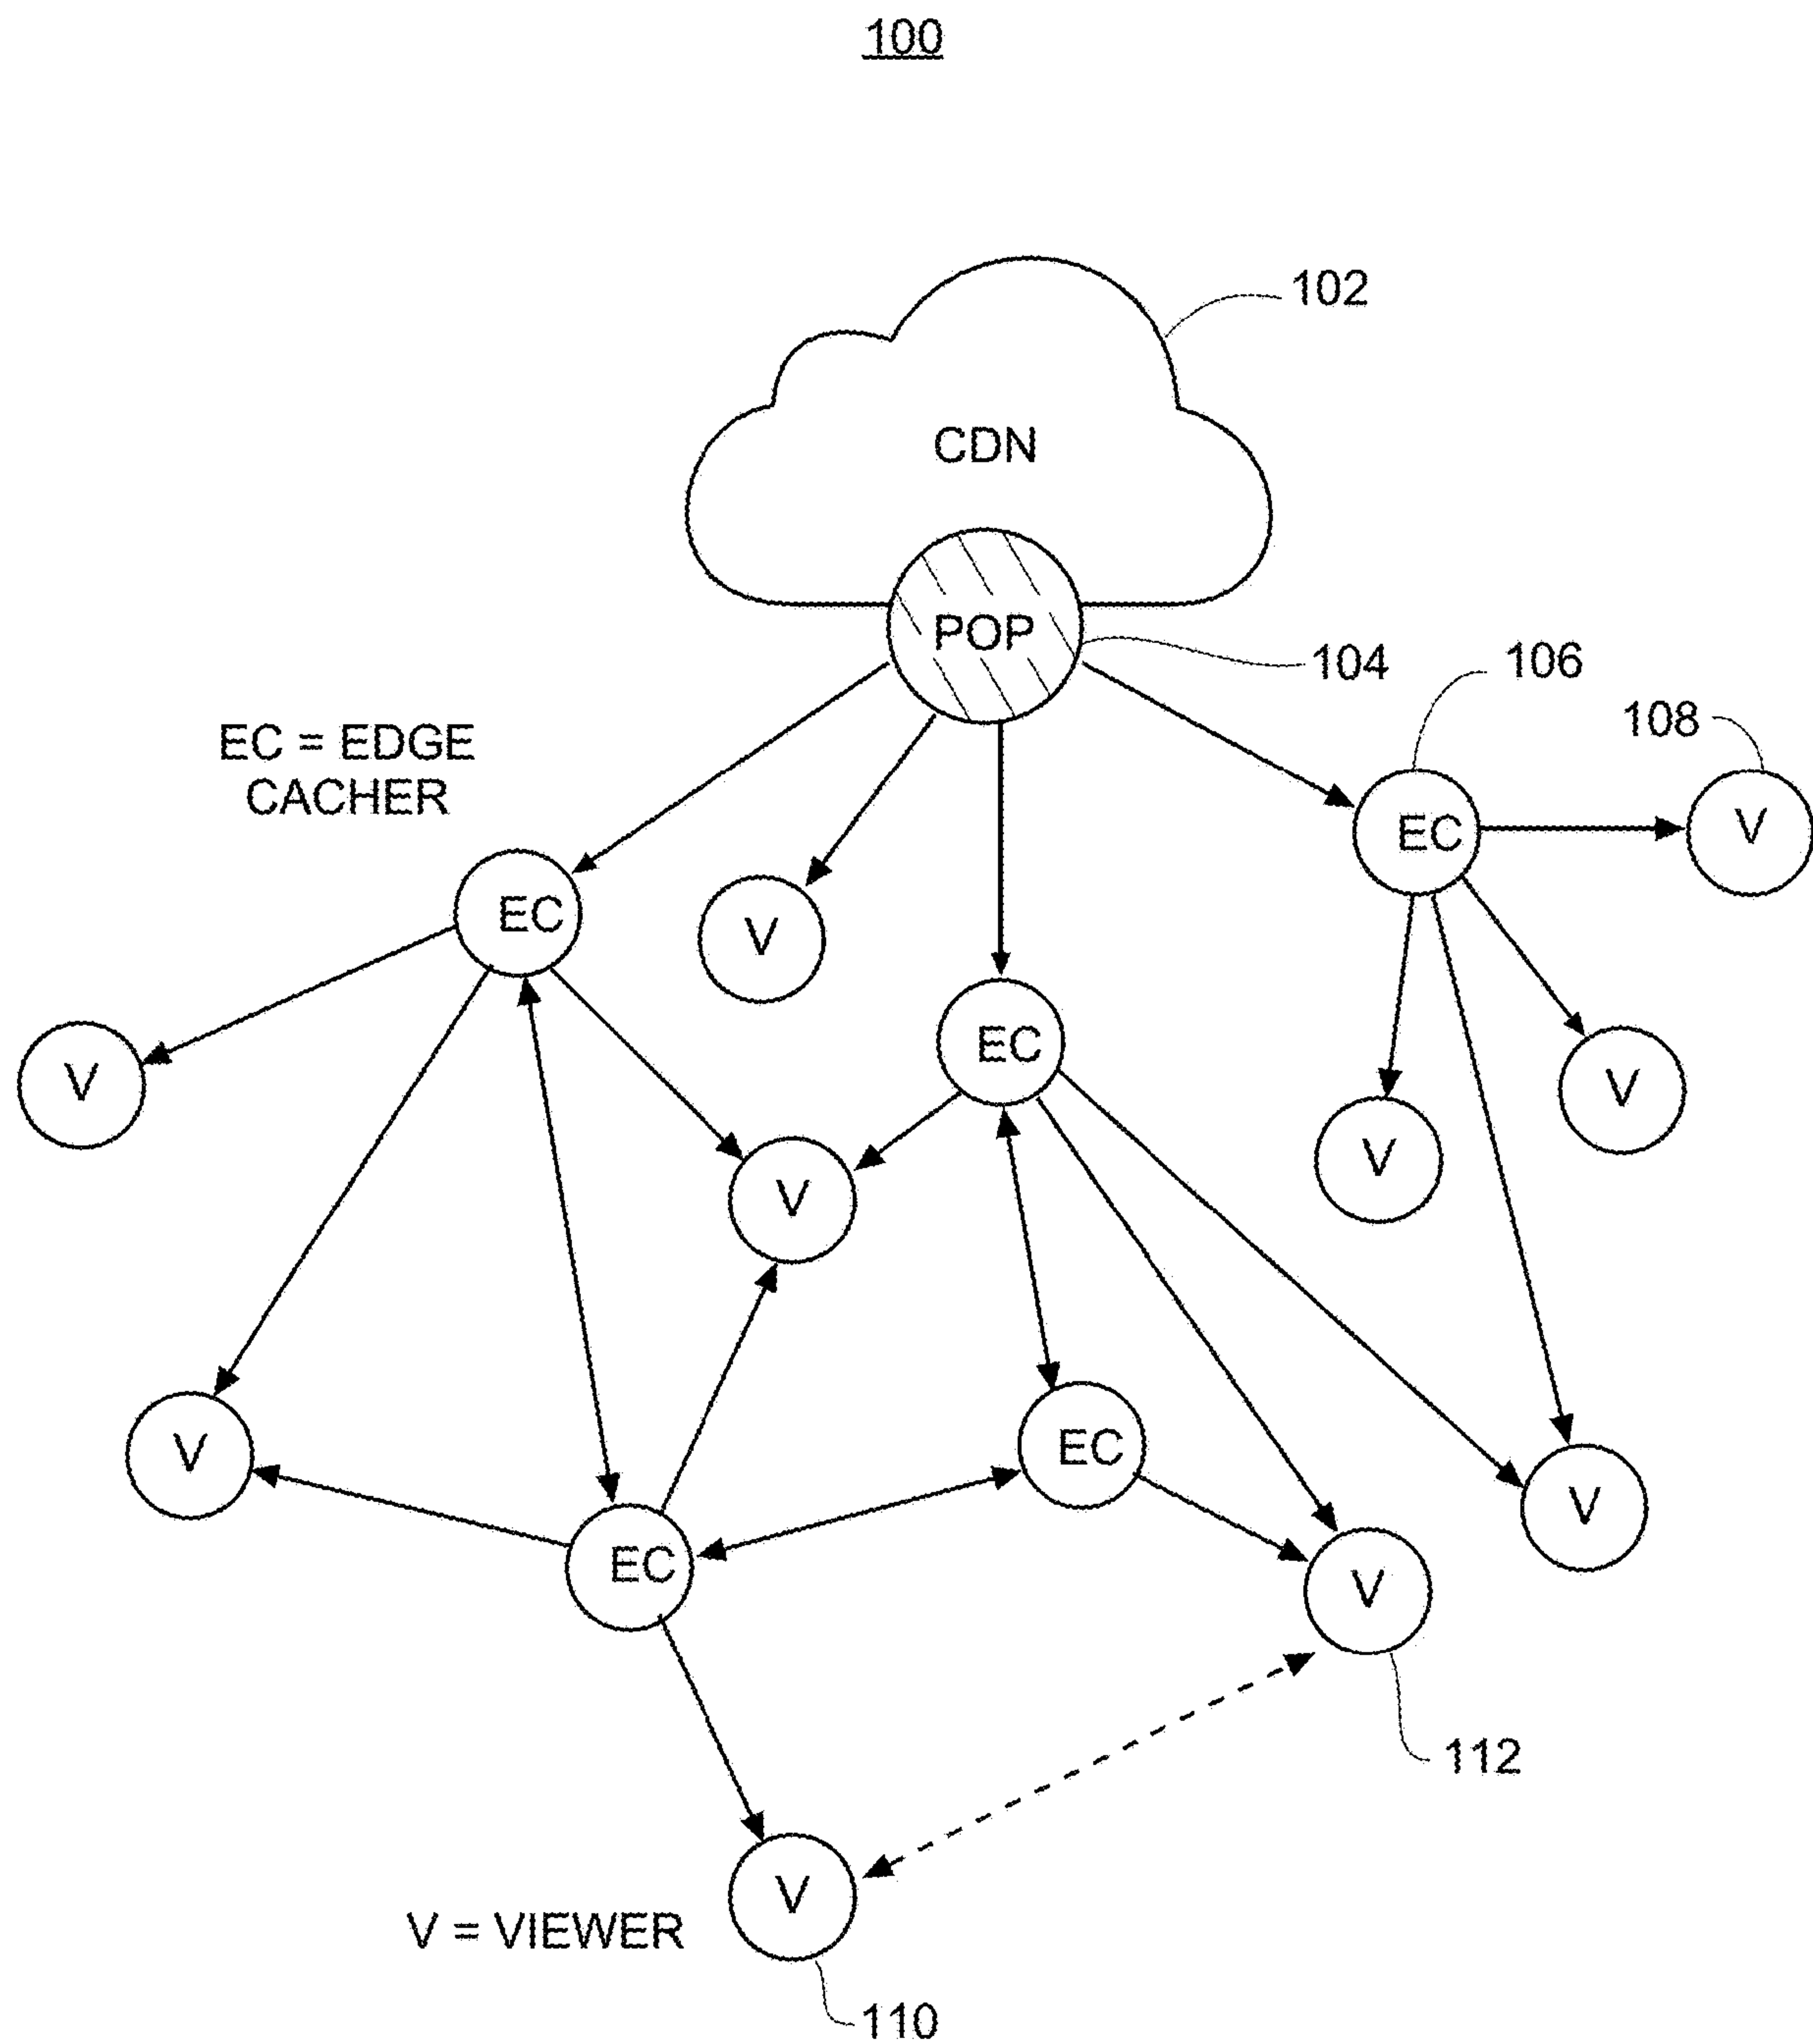 100
102
CDN
POP
104
106
108
EC = EDGE
CACHER
EC
V
EC
V
EC
V
V
V
V
V
EC
V
EC
V
V
112
V = VIEWER
V
110